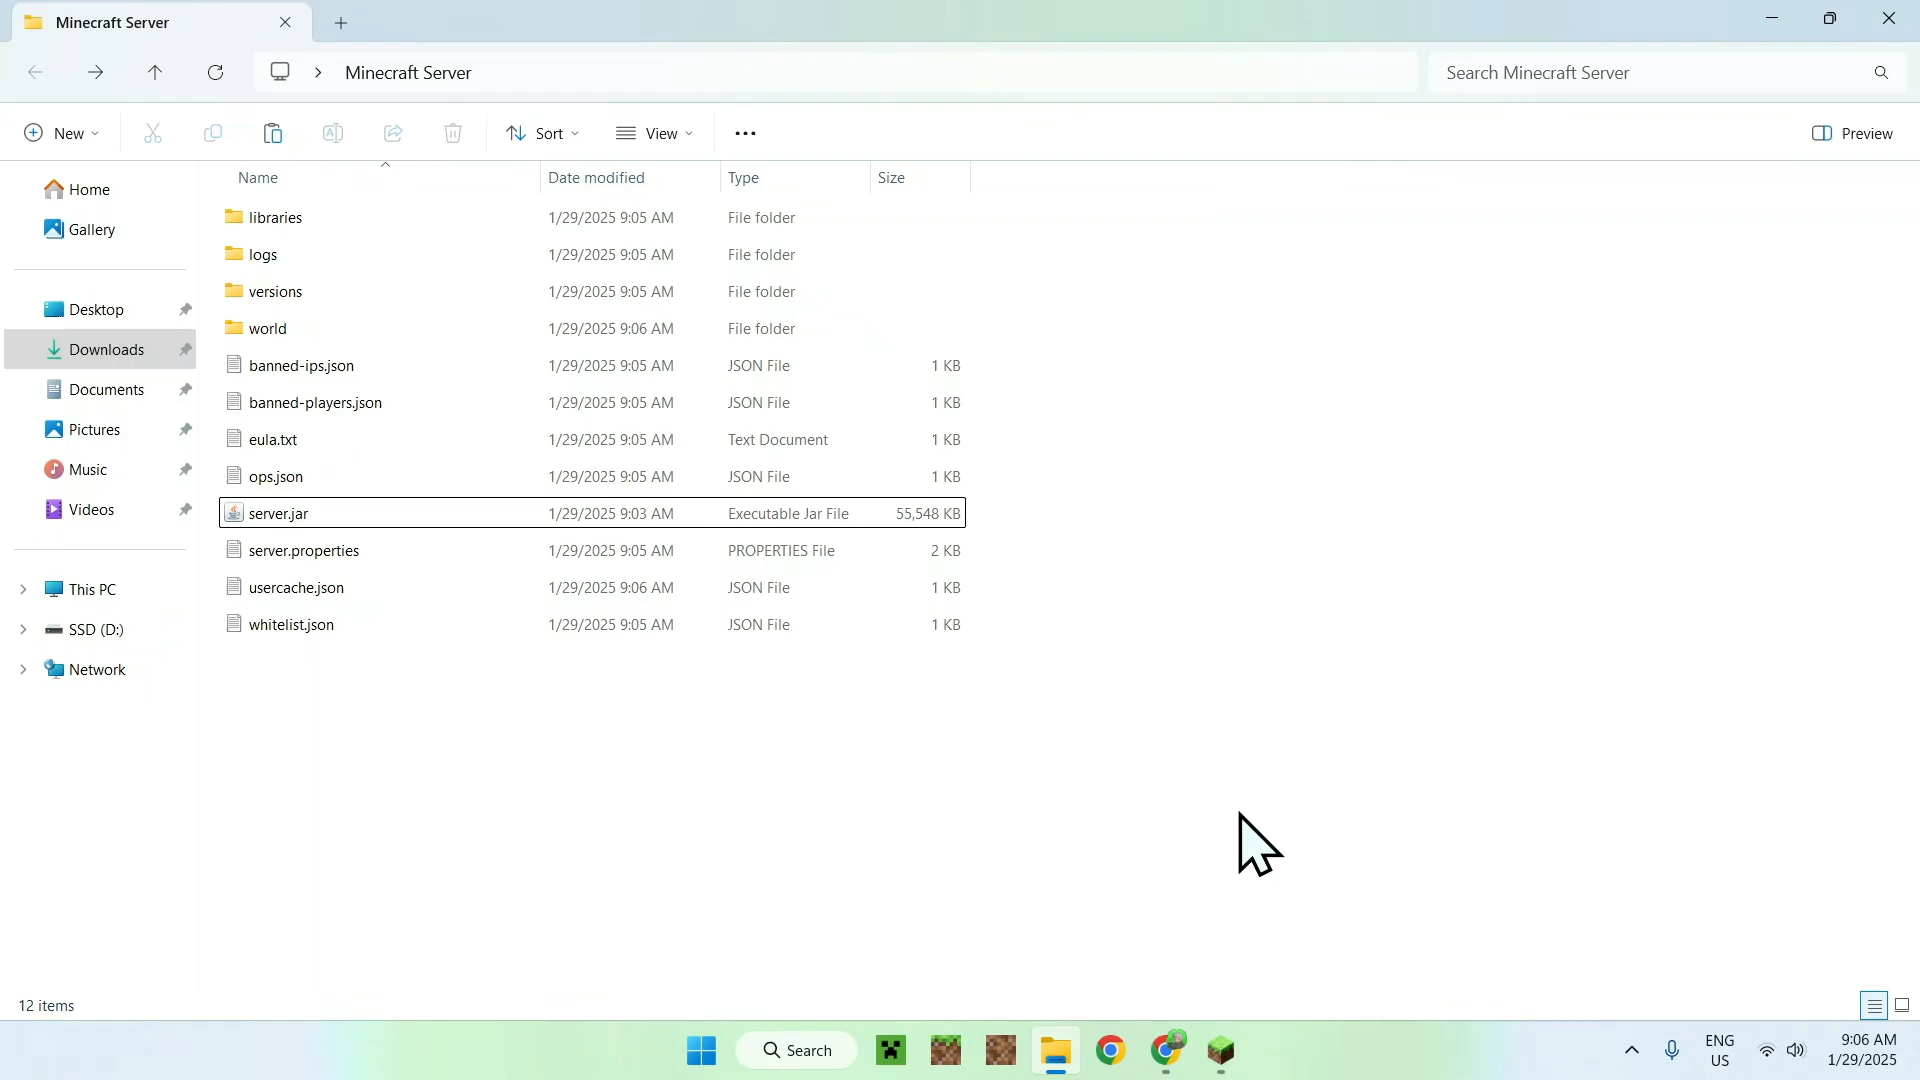 Minecraft Server
Minecraft Server
Search Minecraft Server
New
Sort
View
Preview
Name Date modified Type Size
Home
Gallery
Desktop
Downloads
Documents
Pictures
Music
Videos
This PC
SSD (D:)
Network
libraries 1/29/2025 9:05 AM File folder
logs 1/29/2025 9:05 AM File folder
versions 1/29/2025 9:05 AM File folder
world 1/29/2025 9:06 AM File folder
banned-ips.json 1/29/2025 9:05 AM JSON File 1 KB
banned-players.json 1/29/2025 9:05 AM JSON File 1 KB
eula.txt 1/29/2025 9:05 AM Text Document 1 KB
ops.json 1/29/2025 9:05 AM JSON File 1 KB
server.jar 1/29/2025 9:03 AM Executable Jar File 55,548 KB
server.properties 1/29/2025 9:05 AM PROPERTIES File 2 KB
usercache.json 1/29/2025 9:06 AM JSON File 1 KB
whitelist.json 1/29/2025 9:05 AM JSON File 1 KB
12 items
Search
ENG
US
9:06 AM
1/29/2025